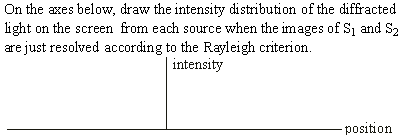 On the axes below, draw the intensity distribution of the diffracted
light on the screen from each source when the images of S₁ and S₂
are just resolved according to the Rayleigh criterion.
intensity
position